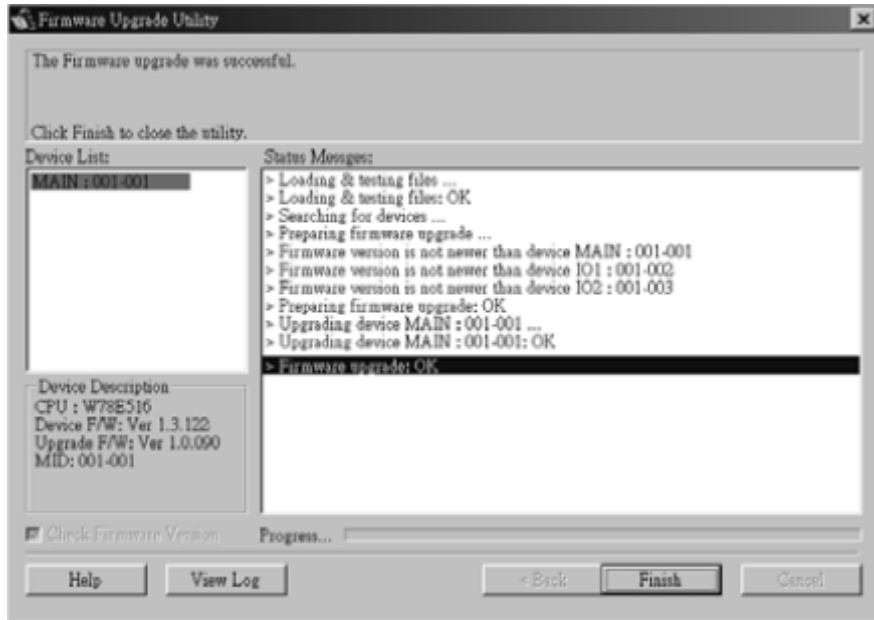 Firmware Upgrade Utility
The Firmware upgrade was successful.
Click Finish to close the utility.
Device List:
MAIN : 001-001
Status Messges:
> Loading & testing files ...
> Loading & testing files: OK
> Searching for devices ...
> Preparing firmware upgrade ...
> Firmware version is not newer than device MAIN : 001-001
> Firmware version is not newer than device IO1 : 001-002
> Firmware version is not newer than device IO2 : 001-003
> Preparing firmware upgrade: OK
> Upgrading device MAIN : 001-001 ...
> Upgrading device MAIN : 001-001: OK
> Firmware upgrade: OK
Device Description
CPU : W78E516
Device F/W: Ver 1.3.122
Upgrade F/W: Ver 1.0.090
MID: 001-001
Check Firmware Version
Progress...
Help
View Log
< Back
Finish
Cancel